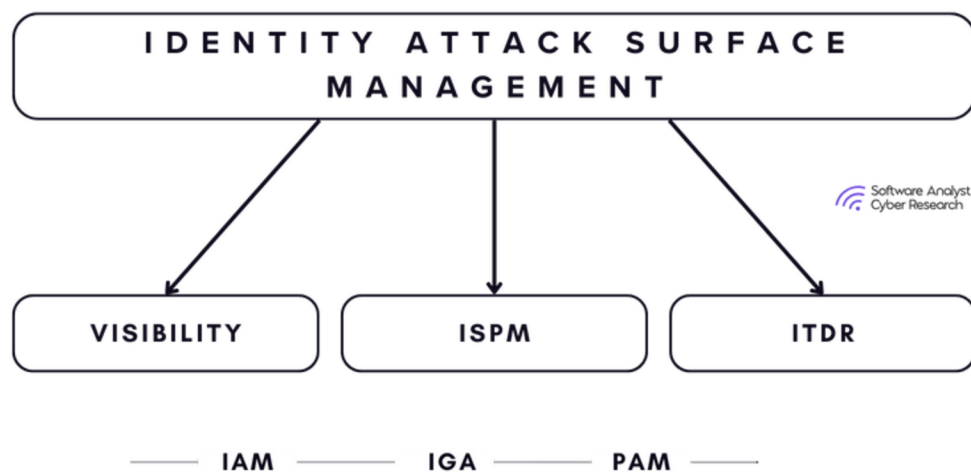 IDENTITY ATTACK SURFACE
MANAGEMENT
Software Analyst
Cyber Research
VISIBILITY
ISPM
ITDR
IAM
IGA
PAM